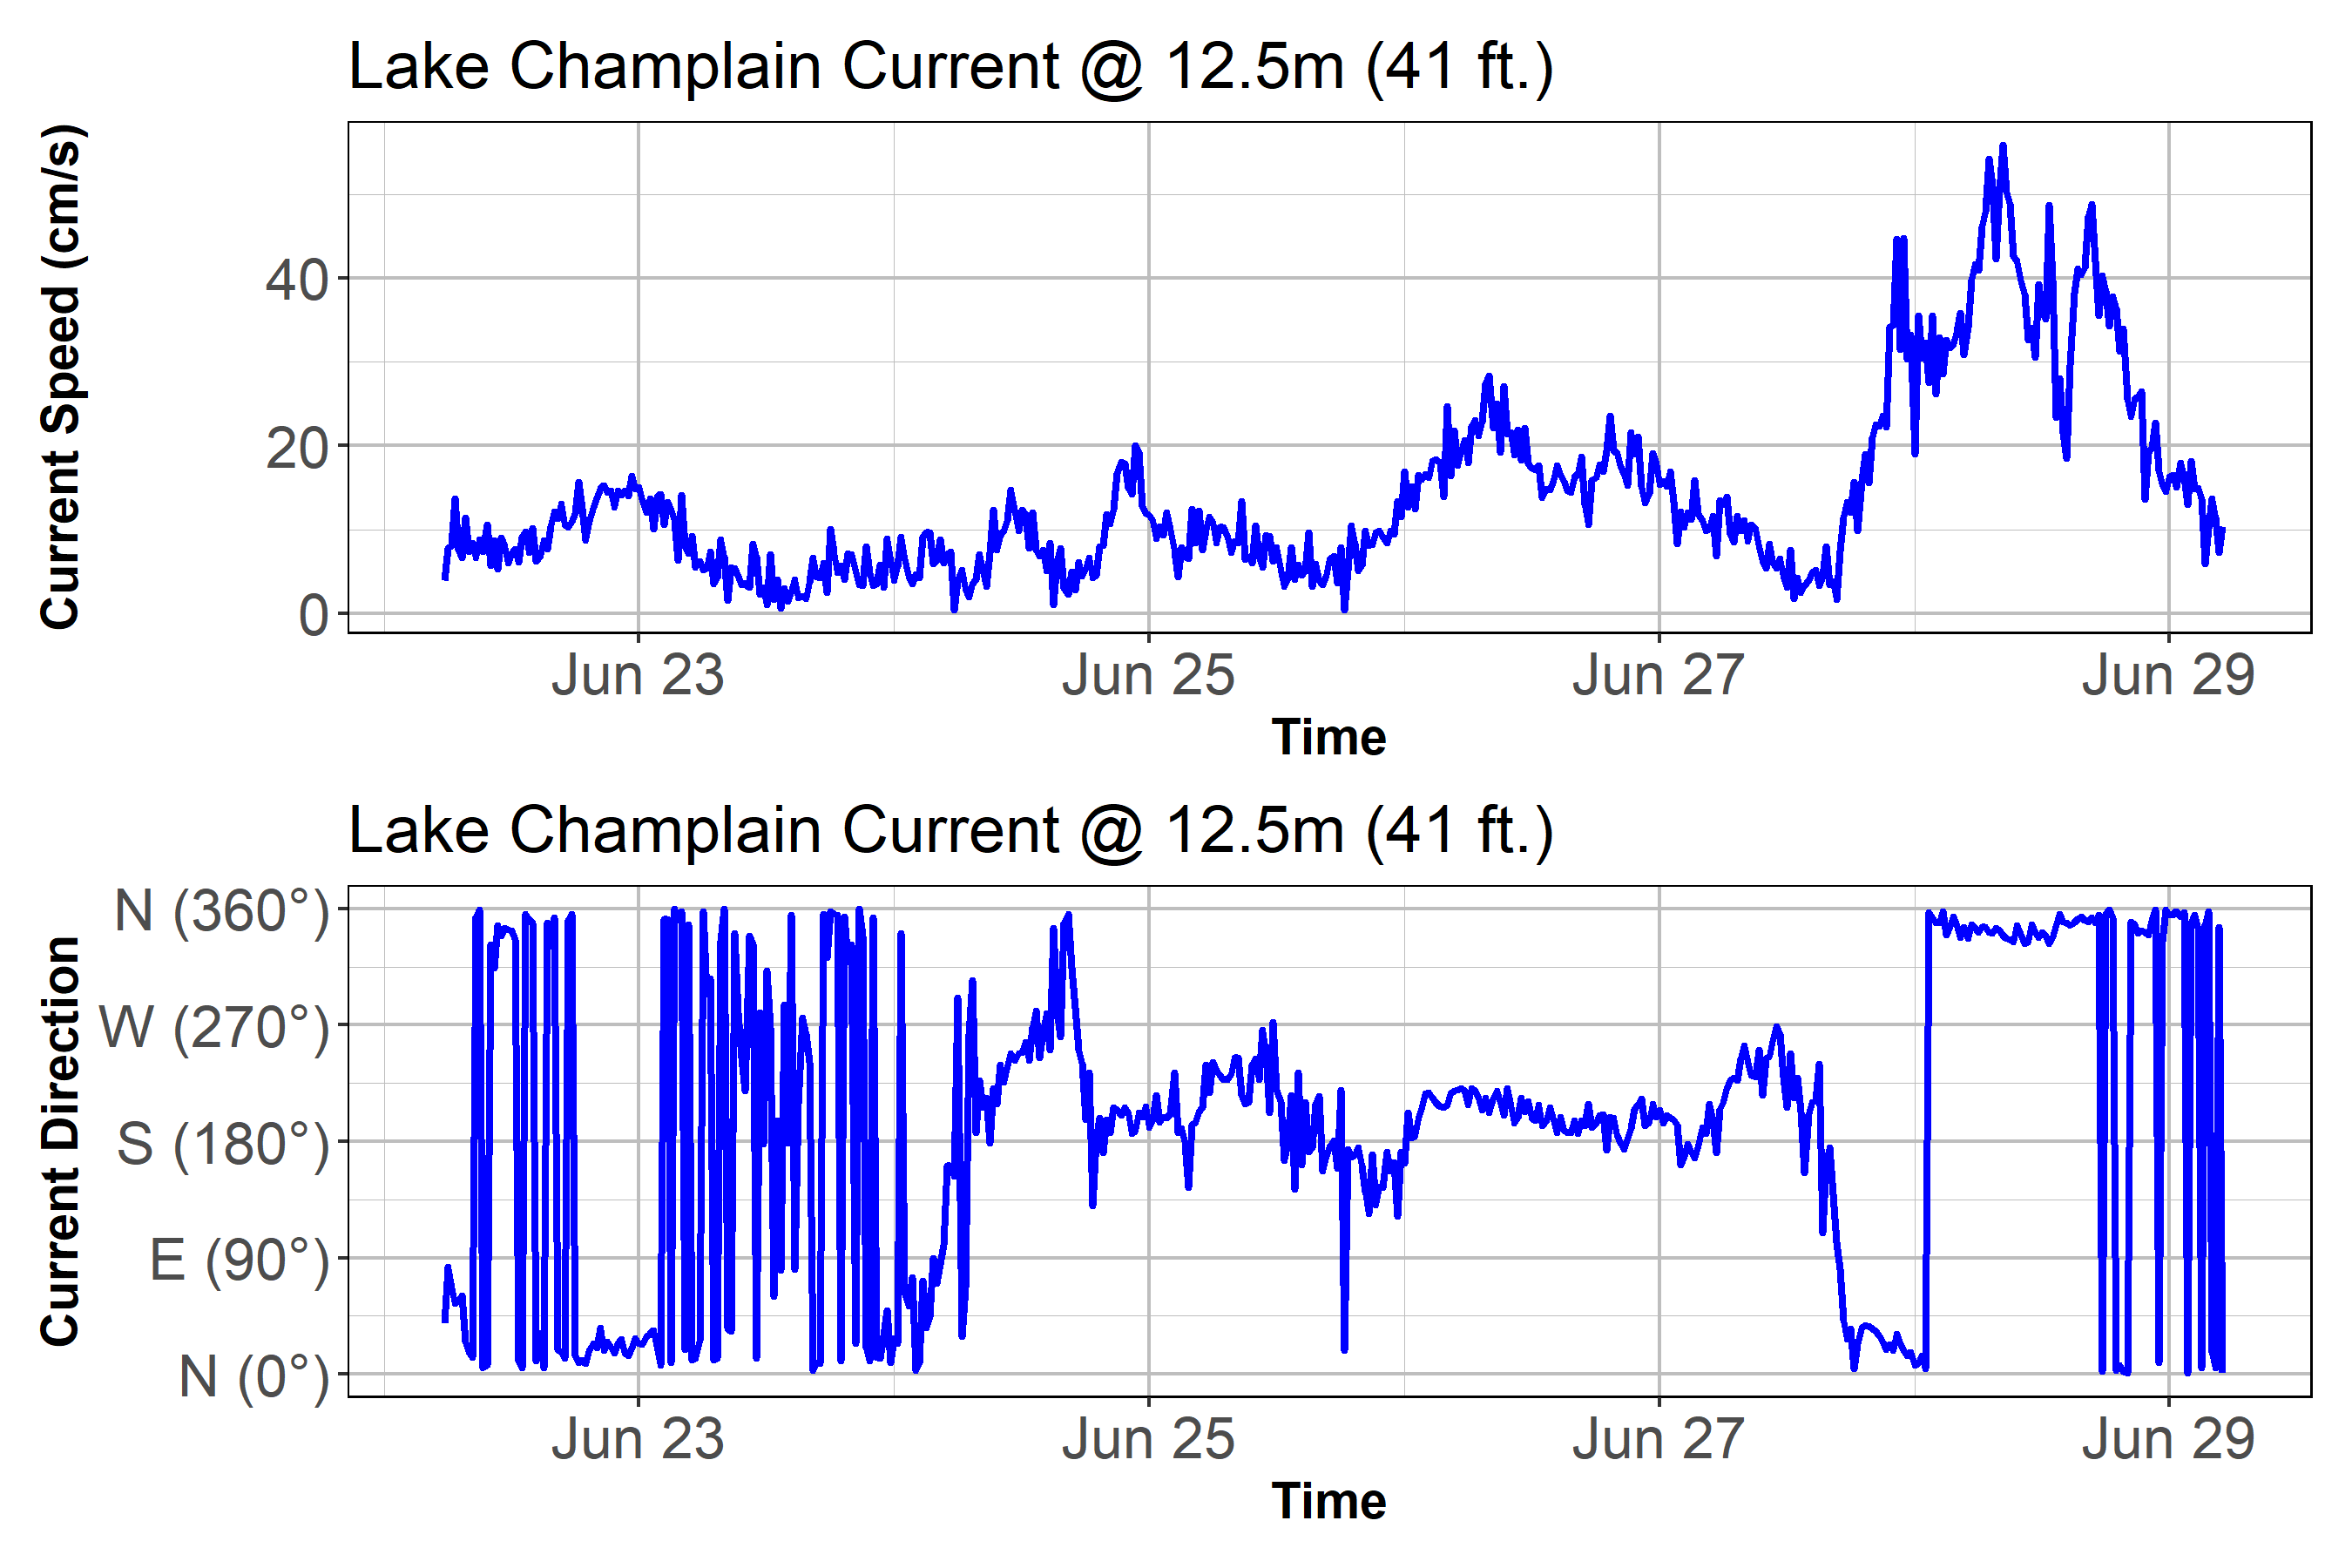 Lake Champlain Current @ 12.5m (41 ft.)
Current Speed (cm/s)
40
20
0
Jun 23 Jun 25 Jun 27 Jun 29
Time
Lake Champlain Current @ 12.5m (41 ft.)
Current Direction
N (360°)
W (270°)
S (180°)
E (90°)
N (0°)
Jun 23 Jun 25 Jun 27 Jun 29
Time